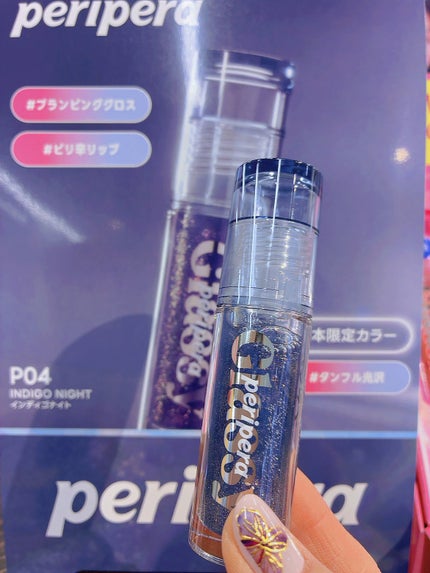 peripera
#プランピンググロス
#ピリ辛リップ
peripera
Glassy
peripera
本限定カラー
#タンフル光沢
P04
INDIGO NIGHT
インディゴナイト
peripera